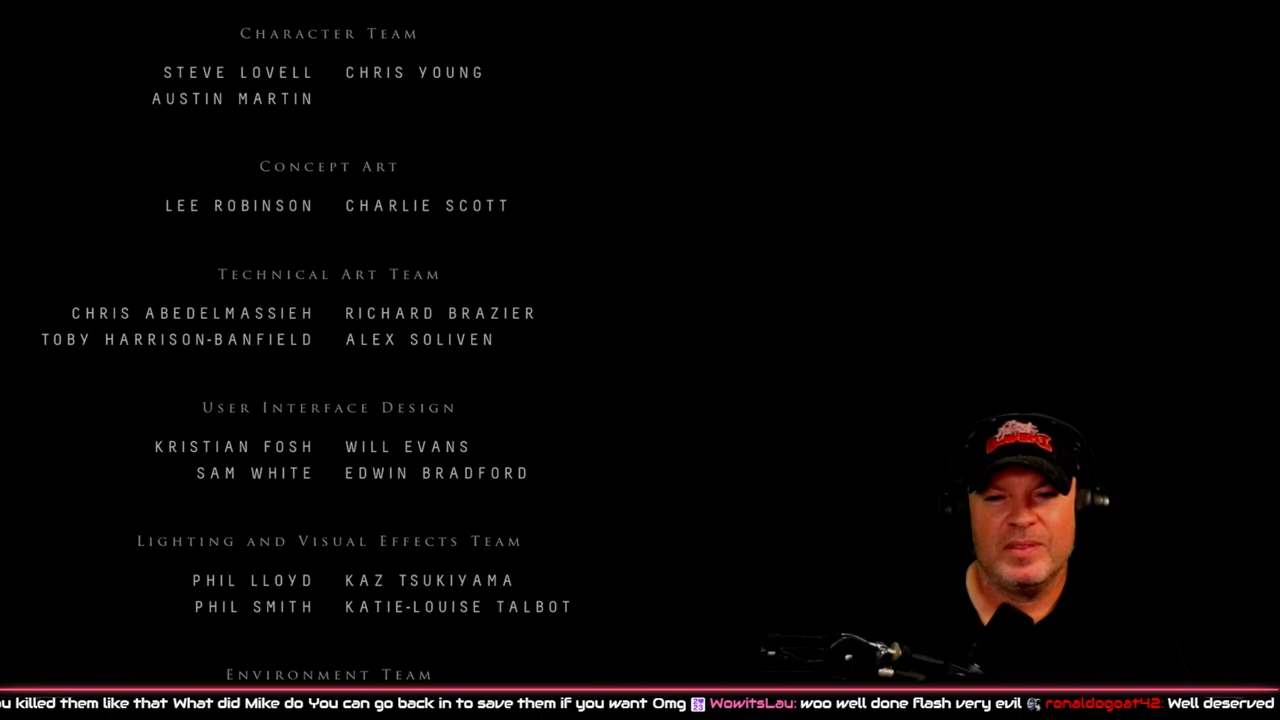 CHARACTER TEAM
STEVE LOVELL CHRIS YOUNG
AUSTIN MARTIN
CONCEPT ART
LEE ROBINSON CHARLIE SCOTT
TECHNICAL ART TEAM
CHRIS ABEDELMASSIEH RICHARD BRAZIER
TOBY HARRISON-BANFIELD ALEX SOLIVEN
USER INTERFACE DESIGN
KRISTIAN FOSH WILL EVANS
SAM WHITE EDWIN BRADFORD
LIGHTING AND VISUAL EFFECTS TEAM
PHIL LLOYD KAZ TSUKIYAMA
PHIL SMITH KATIE-LOUISE TALBOT
ENVIRONMENT TEAM
u killed them like that What did Mike do You can go back in to save them if you want Omg WowitsLau: woo well done Flash very evil ronaldogoat42: Well deserved